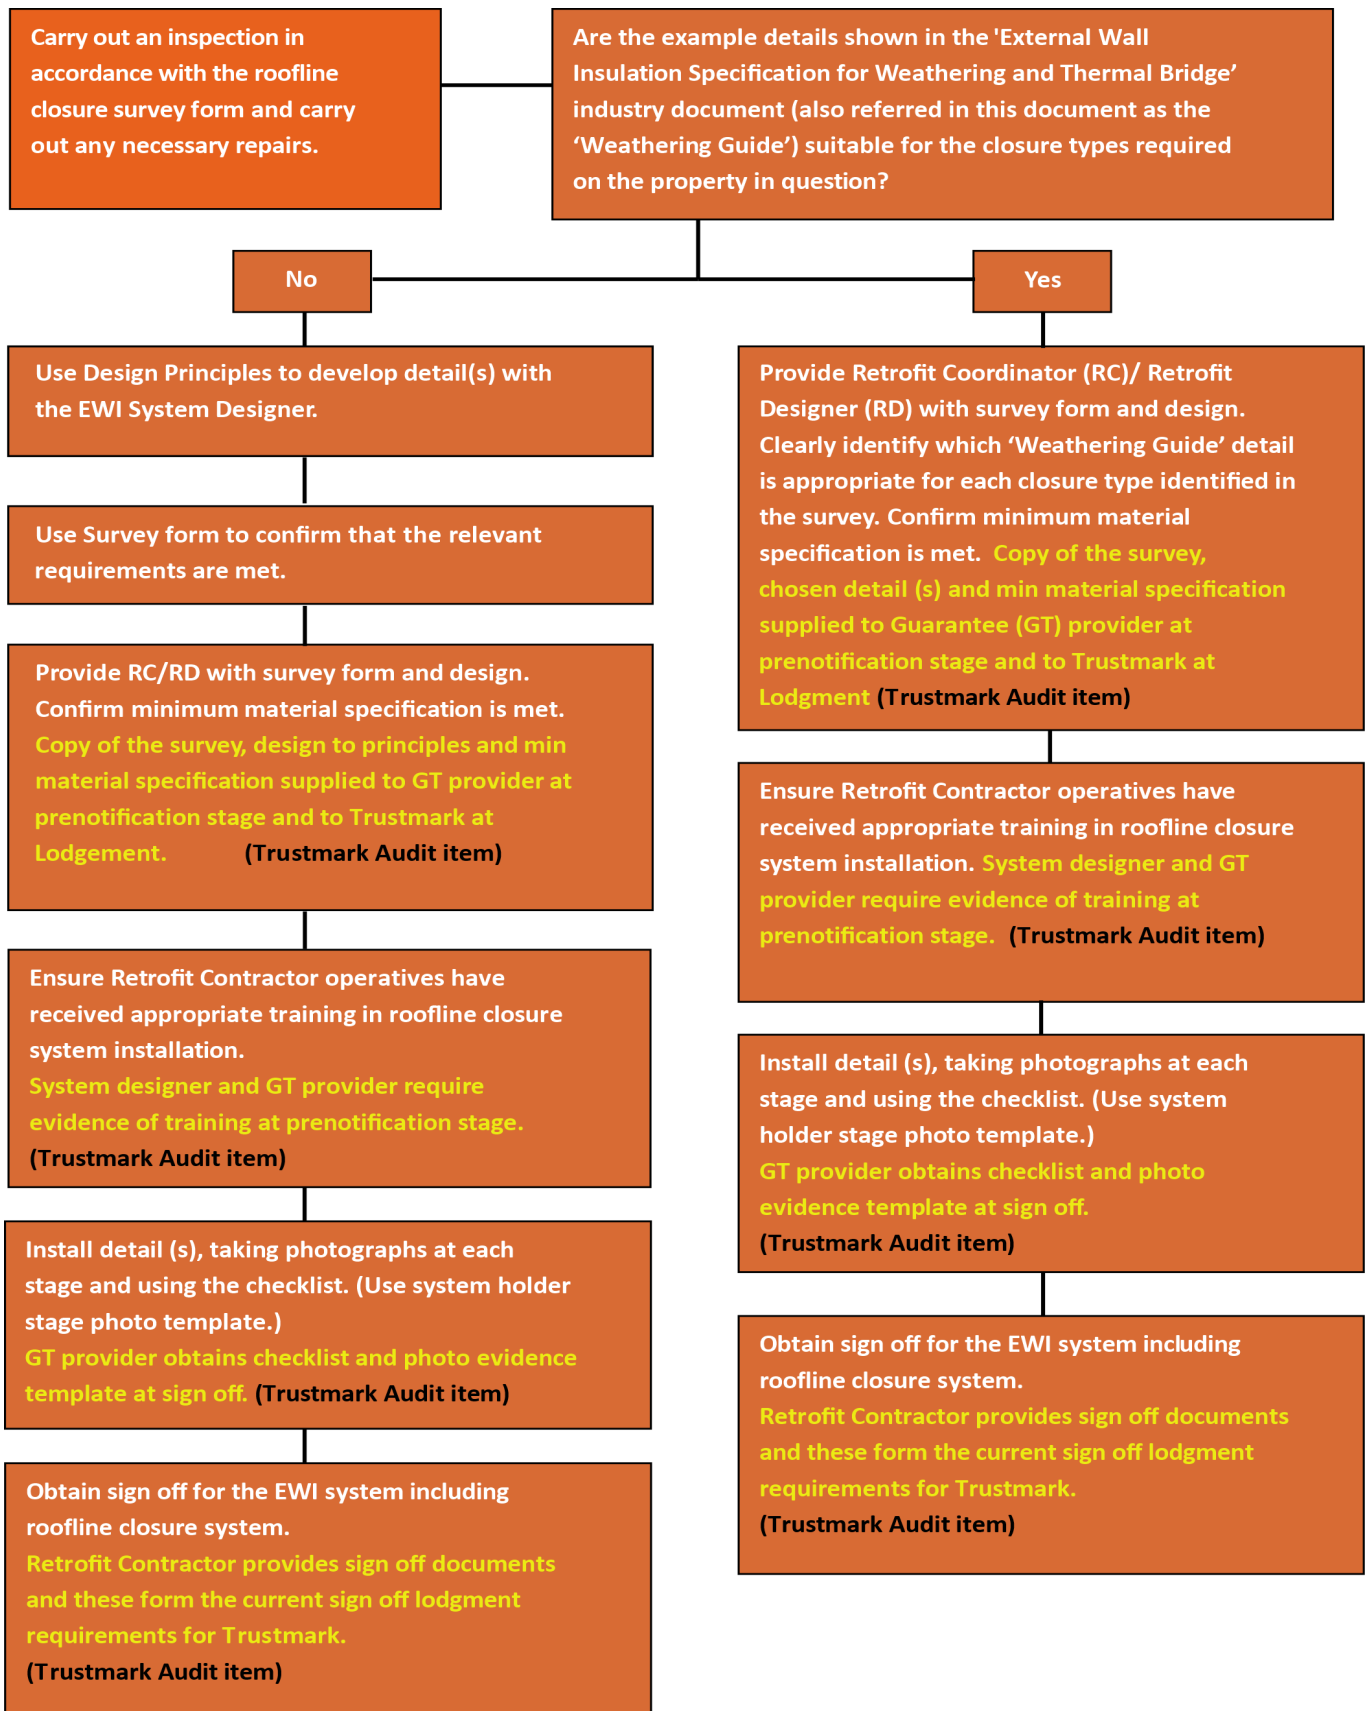 Carry out an inspection in
accordance with the roofline
closure survey form and carry
out any necessary repairs.
Are the example details shown in the 'External Wall
Insulation Specification for Weathering and Thermal Bridge’
industry document (also referred in this document as the
‘Weathering Guide’) suitable for the closure types required
on the property in question?
No
Yes
Use Design Principles to develop detail(s) with
the EWI System Designer.
Use Survey form to confirm that the relevant
requirements are met.
Provide RC/RD with survey form and design.
Confirm minimum material specification is met.
Copy of the survey, design to principles and min
material specification supplied to GT provider at
prenotification stage and to Trustmark at
Lodgement. (Trustmark Audit item)
Ensure Retrofit Contractor operatives have
received appropriate training in roofline closure
system installation.
System designer and GT provider require
evidence of training at prenotification stage.
(Trustmark Audit item)
Install detail (s), taking photographs at each
stage and using the checklist. (Use system holder
stage photo template.)
GT provider obtains checklist and photo evidence
template at sign off. (Trustmark Audit item)
Obtain sign off for the EWI system including
roofline closure system.
Retrofit Contractor provides sign off documents
and these form the current sign off lodgment
requirements for Trustmark.
(Trustmark Audit item)
Provide Retrofit Coordinator (RC)/ Retrofit
Designer (RD) with survey form and design.
Clearly identify which ‘Weathering Guide’ detail
is appropriate for each closure type identified in
the survey. Confirm minimum material
specification is met. Copy of the survey,
chosen detail (s) and min material specification
supplied to Guarantee (GT) provider at
prenotification stage and to Trustmark at
Lodgment (Trustmark Audit item)
Ensure Retrofit Contractor operatives have
received appropriate training in roofline closure
system installation. System designer and GT
provider require evidence of training at
prenotification stage. (Trustmark Audit item)
Install detail (s), taking photographs at each
stage and using the checklist. (Use system
holder stage photo template.)
GT provider obtains checklist and photo
evidence template at sign off.
(Trustmark Audit item)
Obtain sign off for the EWI system including
roofline closure system.
Retrofit Contractor provides sign off documents
and these form the current sign off lodgment
requirements for Trustmark.
(Trustmark Audit item)